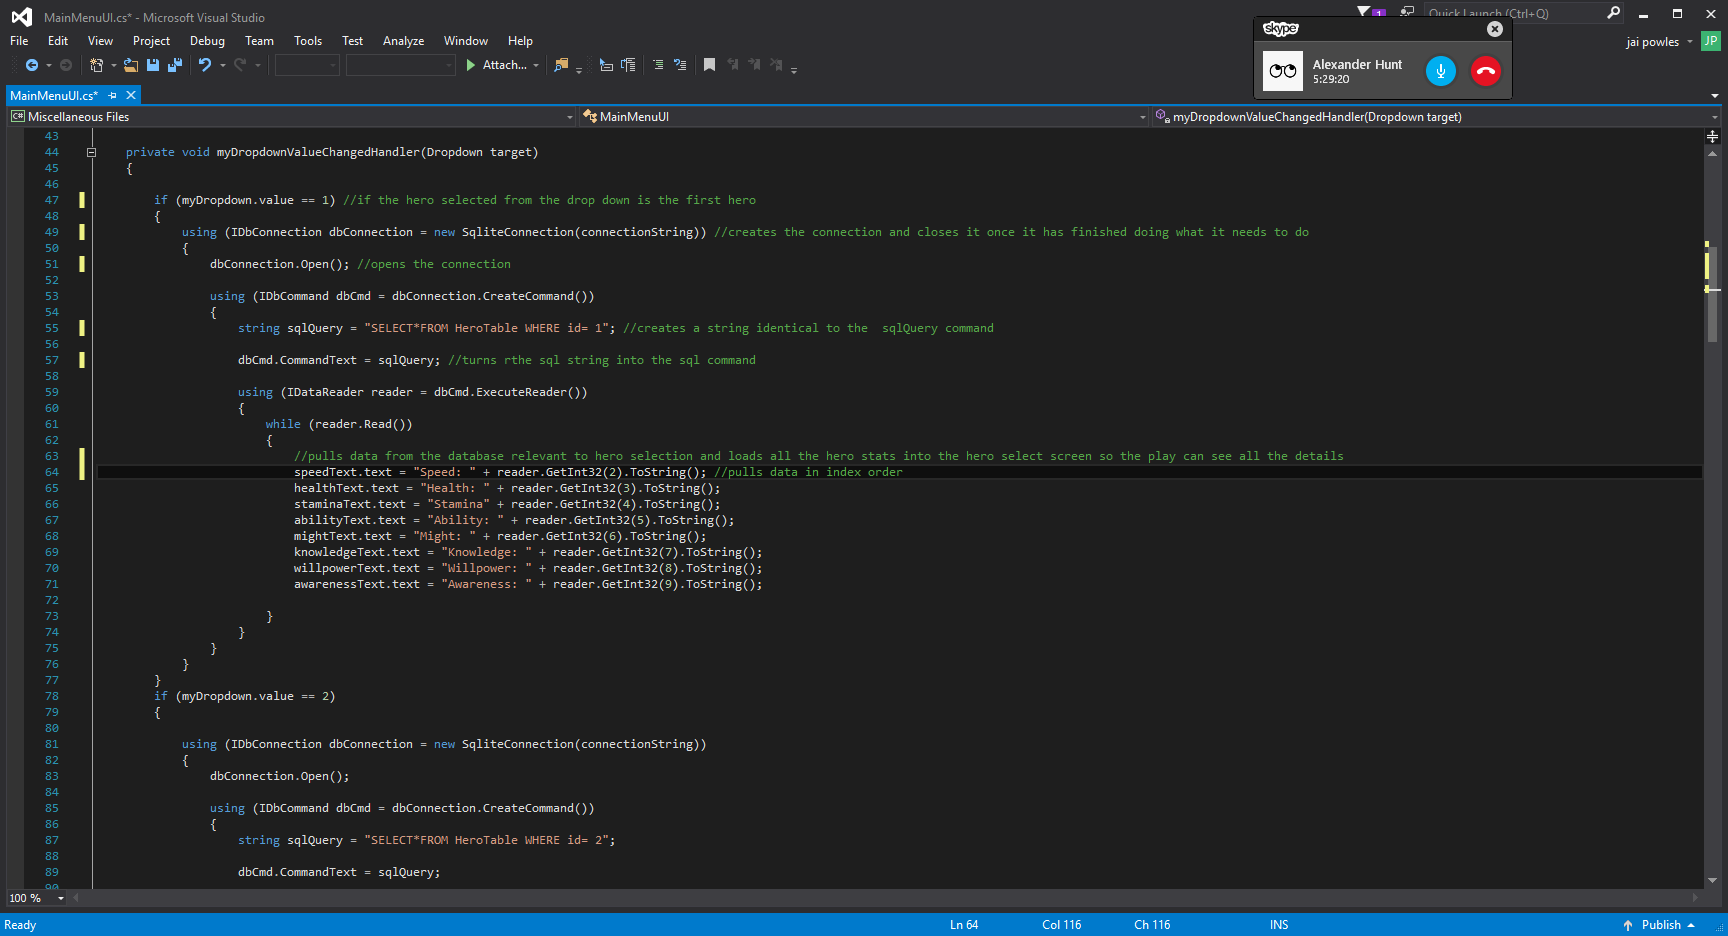 MainMenuUI.cs* - Microsoft Visual Studio
1
Quick Launch (Ctrl+Q)
File Edit View Project Debug Team Tools Test Analyze Window Help
jai powles JP
Attach...
skype
Alexander Hunt
5:29:20
MainMenuUI.cs*
C# Miscellaneous Files MainMenuUI myDropdownValueChangedHandler(Dropdown target)
43
44 private void myDropdownValueChangedHandler(Dropdown target)
45 {
46
47 if (myDropdown.value == 1) //if the hero selected from the drop down is the first hero
48 {
49 using (IDbConnection dbConnection = new SqliteConnection(connectionString)) //creates the connection and closes it once it has finished doing what it needs to do
50 {
51 dbConnection.Open(); //opens the connection
52
53 using (IDbCommand dbCmd = dbConnection.CreateCommand())
54 {
55 string sqlQuery = "SELECT*FROM HeroTable WHERE id= 1"; //creates a string identical to the  sqlQuery command
56
57 dbCmd.CommandText = sqlQuery; //turns rthe sql string into the sql command
58
59 using (IDataReader reader = dbCmd.ExecuteReader())
60 {
61 while (reader.Read())
62 {
63 //pulls data from the database relevant to hero selection and loads all the hero stats into the hero select screen so the play can see all the details
64 speedText.text = "Speed: " + reader.GetInt32(2).ToString(); //pulls data in index order
65 healthText.text = "Health: " + reader.GetInt32(3).ToString();
66 staminaText.text = "Stamina" + reader.GetInt32(4).ToString();
67 abilityText.text = "Ability: " + reader.GetInt32(5).ToString();
68 mightText.text = "Might: " + reader.GetInt32(6).ToString();
69 knowledgeText.text = "Knowledge: " + reader.GetInt32(7).ToString();
70 willpowerText.text = "Willpower: " + reader.GetInt32(8).ToString();
71 awarenessText.text = "Awareness: " + reader.GetInt32(9).ToString();
72
73 }
74 }
75 }
76 }
77 }
78 if (myDropdown.value == 2)
79 {
80
81 using (IDbConnection dbConnection = new SqliteConnection(connectionString))
82 {
83 dbConnection.Open();
84
85 using (IDbCommand dbCmd = dbConnection.CreateCommand())
86 {
87 string sqlQuery = "SELECT*FROM HeroTable WHERE id= 2";
88
89 dbCmd.CommandText = sqlQuery;
90
100 %
Ready Ln 64 Col 116 Ch 116 INS Publish